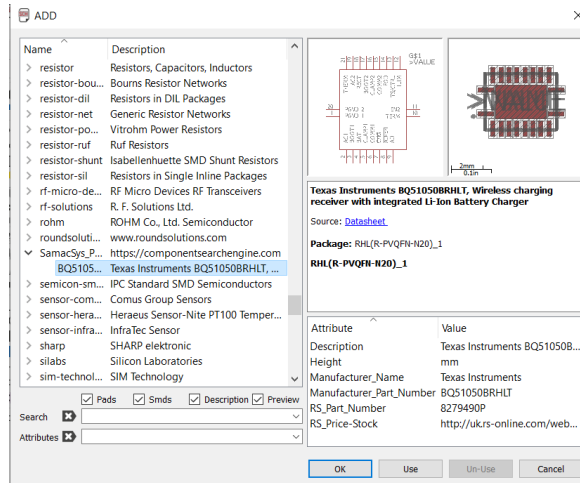 ADD
Name Description
resistor Resistors, Capacitors, Inductors
resistor-bou... Bourns Resistor Networks
resistor-dil Resistors in DIL Packages
resistor-net Generic Resistor Networks
resistor-po... Vitrohm Power Resistors
resistor-ruf Ruf Resistors
resistor-shunt Isabellenhuette SMD Shunt Resistors
resistor-sil Resistors in Single Inline Packages
rf-micro-de... RF Micro Devices RF Transceivers
rf-solutions R. F. Solutions Ltd.
rohm ROHM Co., Ltd. Semiconductor
roundsoluti... www.roundsolutions.com
SamacSys_P... https://componentsearchengine.com
BQ5105... Texas Instruments BQ51050BRHLT, ...
semicon-sm... IPC Standard SMD Semiconductors
sensor-com... Comus Group Sensors
sensor-hera... Heraeus Sensor-Nite PT100 Temper...
sensor-infra... InfraTec Sensor
sharp SHARP elektronic
silabs Silicon Laboratories
sim-technol... SIM Technology
Pads Smds Description Preview
Search
Attributes
G$1
>VALUE
>VALUE
2mm
0.1in
Texas Instruments BQ51050BRHLT, Wireless charging
receiver with integrated Li-Ion Battery Charger
Source: Datasheet
Package: RHL(R-PVQFN-N20)_1
RHL(R-PVQFN-N20)_1
Attribute Value
Description Texas Instruments BQ51050B...
Height mm
Manufacturer_Name Texas Instruments
Manufacturer_Part_Number BQ51050BRHLT
RS_Part_Number 8279490P
RS_Price-Stock http://uk.rs-online.com/web...
OK Use Un-Use Cancel